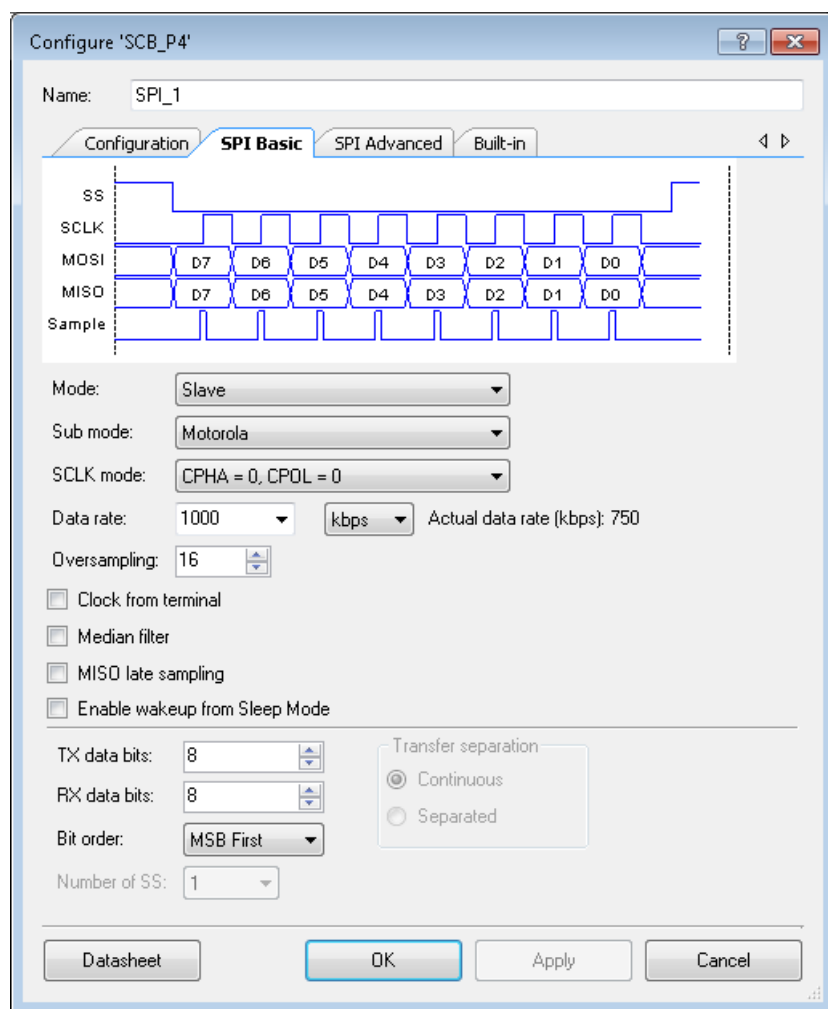 Configure 'SCB_P4'
Name: SPI_1
Configuration SPI Basic SPI Advanced Built-in
SS
SCLK
MOSI D7 D6 D5 D4 D3 D2 D1 D0
MISO D7 D6 D5 D4 D3 D2 D1 D0
Sample
Mode: Slave
Sub mode: Motorola
SCLK mode: CPHA = 0, CPOL = 0
Data rate: 1000 kbps Actual data rate (kbps): 750
Oversampling: 16
Clock from terminal
Median filter
MISO late sampling
Enable wakeup from Sleep Mode
TX data bits: 8
RX data bits: 8
Bit order: MSB First
Number of SS: 1
Transfer separation
Continuous
Separated
Datasheet OK Apply Cancel